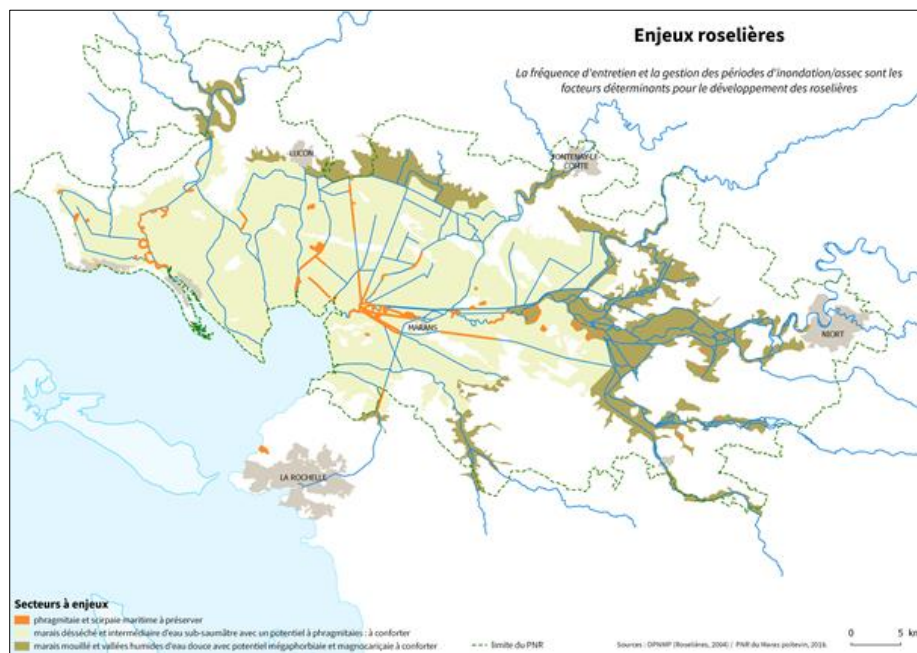 Enjeux roselières
La fréquence d'entretien et la gestion des périodes d'inondation/assec sont les
facteurs déterminants pour le développement des roselières
LUCON
FONTENAY-LE
COMTE
MARANS
NIORT
LA ROCHELLE
Secteurs à enjeux
phragmitaie et scirpaie maritime à préserver
marais désséché et intermédiaire d'eau sub-saumâtre avec un potentiel à phragmitaies : à conforter
marais mouillé et vallées humides d'eau douce avec potentiel mégaphorbiaie et magnocariçaie à conforter
limite du PNR
Sources : OPNMP (Roselières, 2004) / PNR du Marais poitevin, 2016.
0 5 km